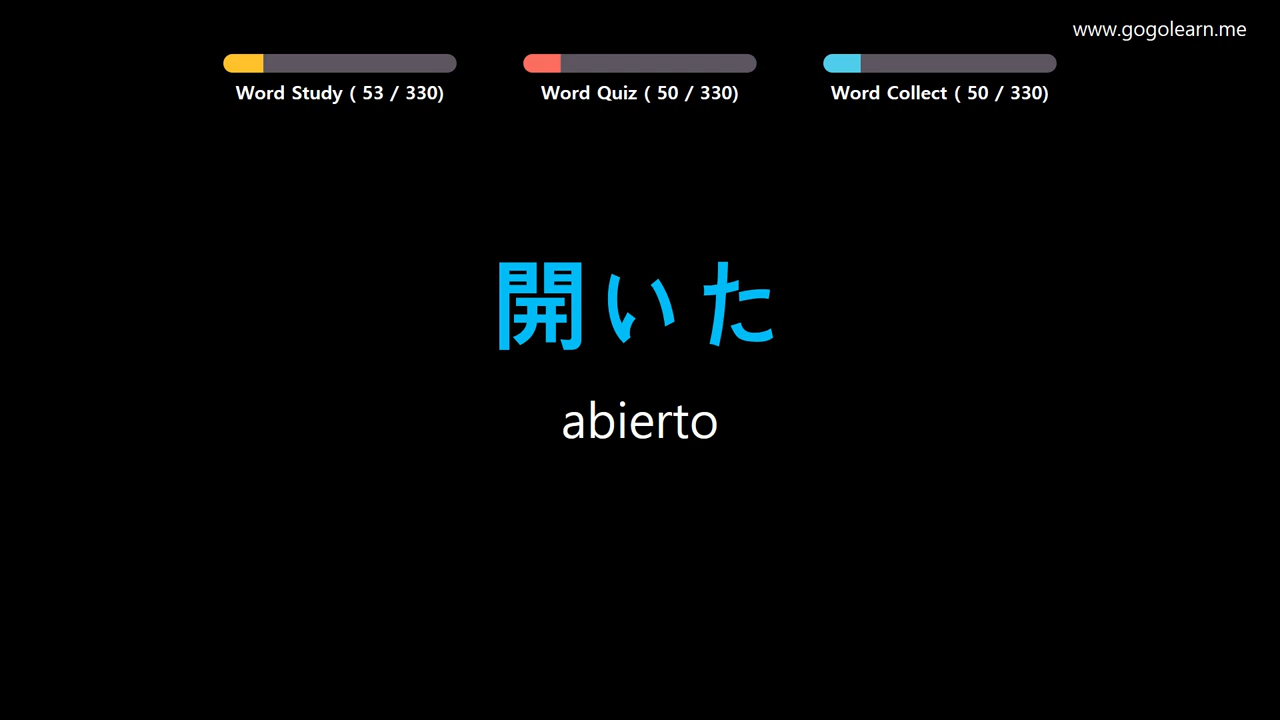 www.gogolearn.me
Word Study ( 53 / 330)
Word Quiz ( 50 / 330)
Word Collect ( 50 / 330)
開いた
abierto